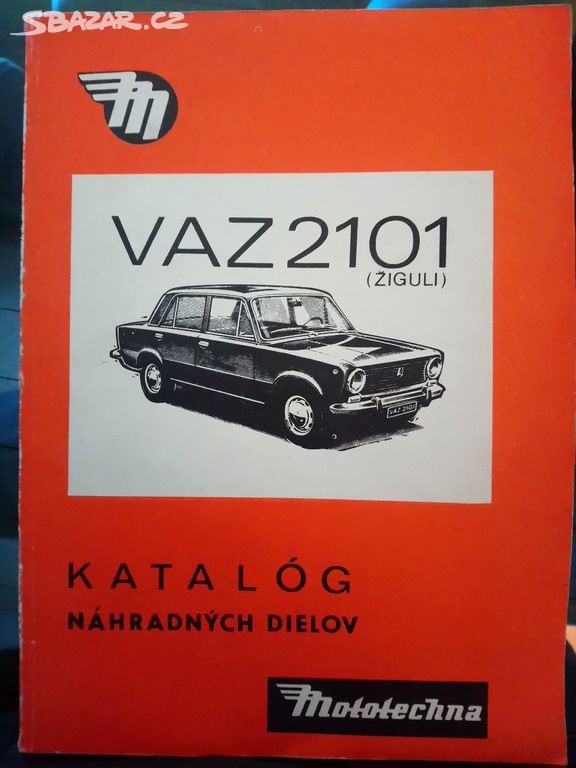 SBAZAR.CZ
M
VAZ 2101
(ŽIGULI)
VAZ 2101
KATALÓG
NÁHRADNÝCH DIELOV
Mototechna